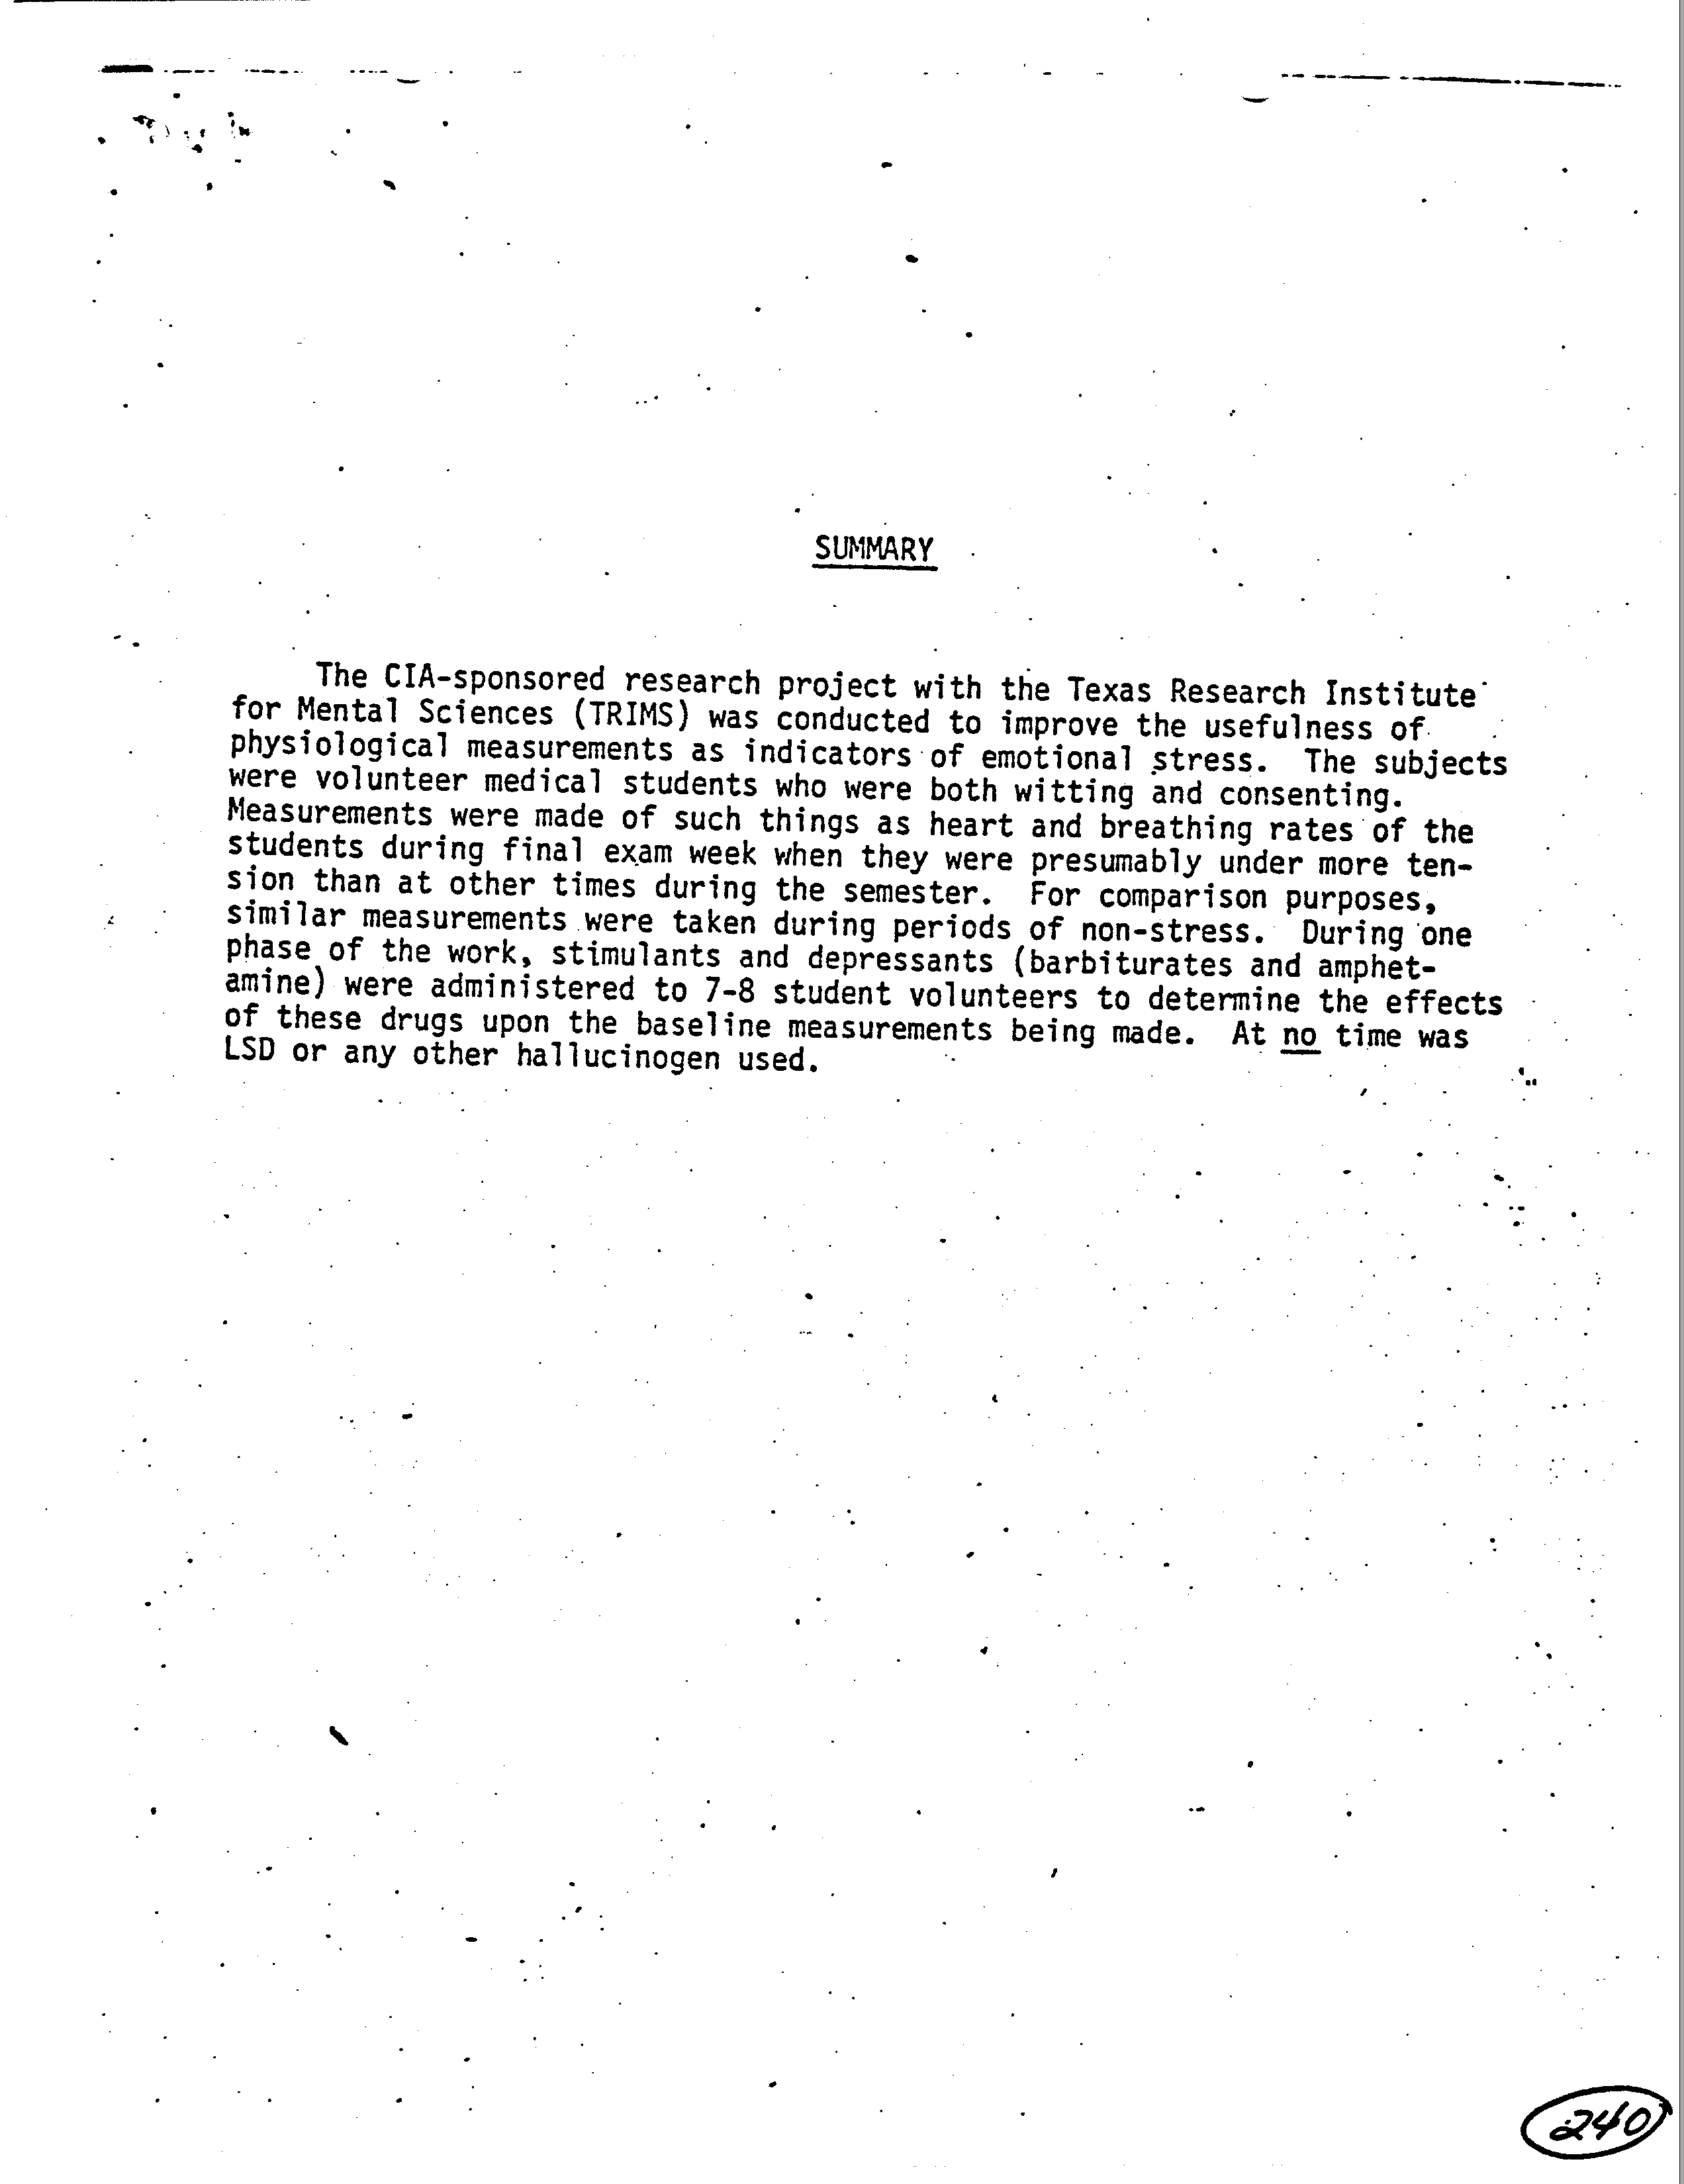 SUMMARY
The CIA-sponsored research project with the Texas Research Institute
for Mental Sciences (TRIMS) was conducted to improve the usefulness of
physiological measurements as indicators of emotional stress. The subjects
were volunteer medical students who were both witting and consenting.
Measurements were made of such things as heart and breathing rates of the
students during final exam week when they were presumably under more ten-
sion than at other times during the semester. For comparison purposes,
similar measurements were taken during periods of non-stress. During one
phase of the work, stimulants and depressants (barbiturates and amphet-
amine) were administered to 7-8 student volunteers to determine the effects
of these drugs upon the baseline measurements being made. At no time was
LSD or any other hallucinogen used.
240